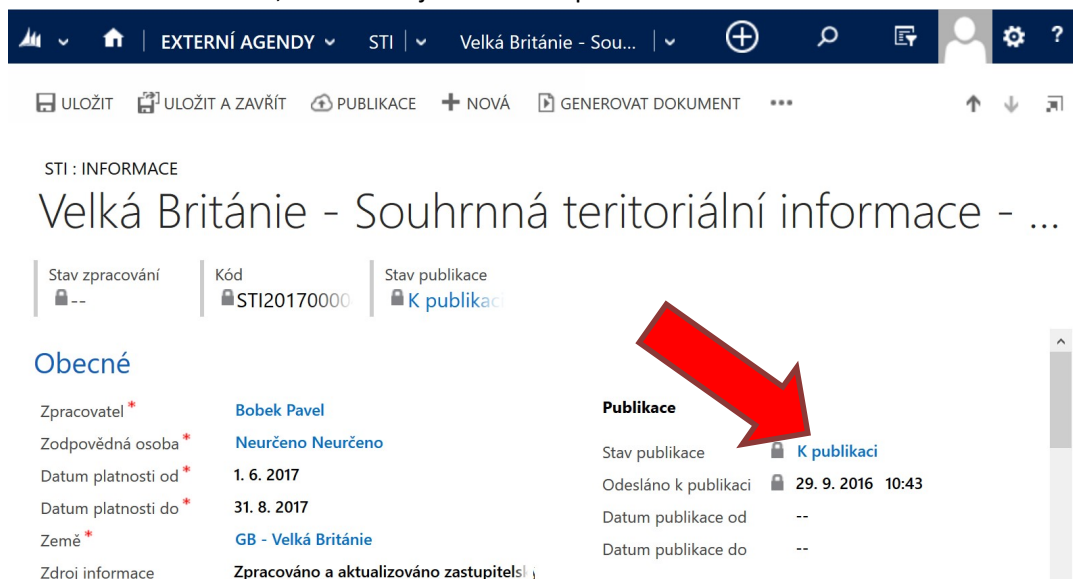 EXTERNÍ AGENDY STI Velká Británie - Sou... ?
ULOŽIT ULOŽIT A ZAVŘÍT PUBLIKACE NOVÁ GENEROVAT DOKUMENT ...
STI : INFORMACE
Velká Británie - Souhrnná teritoriální informace - ...
Stav zpracování Kód Stav publikace
-- STI20170000 K publikac
Obecné
Publikace
Zpracovatel * Bobek Pavel
Zodpovědná osoba * Neurčeno Neurčeno
Datum platnosti od * 1. 6. 2017
Datum platnosti do * 31. 8. 2017
Země * GB - Velká Británie
Zdroj informace Zpracováno a aktualizováno zastupitelsk
Stav publikace K publikaci
Odesláno k publikaci 29. 9. 2016 10:43
Datum publikace od --
Datum publikace do --